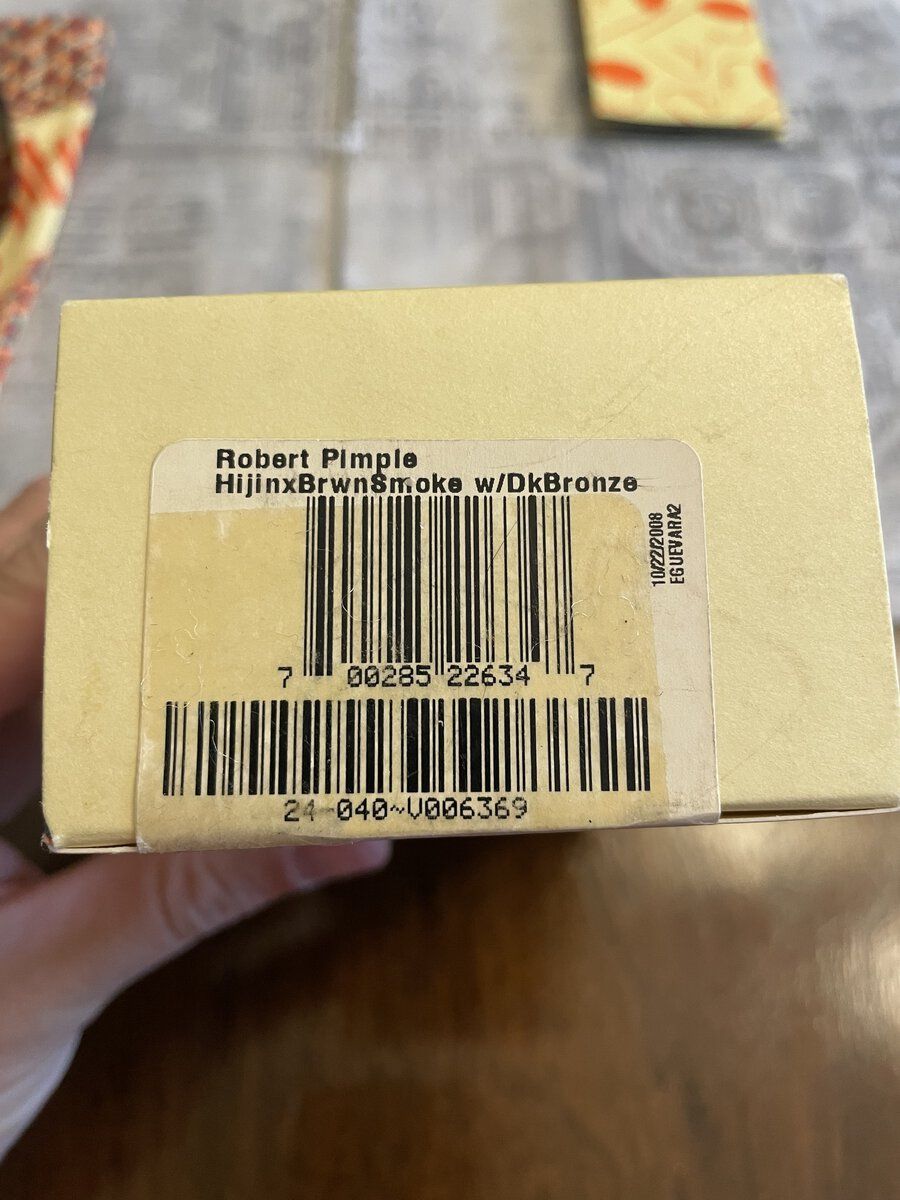 Robert Pimple
HijinxBrwnSmoke w/DkBronze
10/22/2008
EGUEVARA2
7 00285 22634 7
24-040~V006369